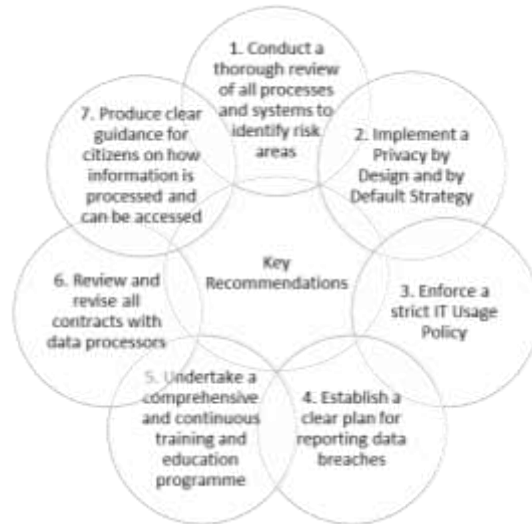 1. Conduct a
thorough review
of all processes
and systems to
identify risk
areas
2. Implement a
Privacy by
Design and by
Default Strategy
3. Enforce a
strict IT Usage
Policy
4. Establish a
clear plan for
reporting data
breaches
5. Undertake a
comprehensive
and continuous
training and
education
programme
6. Review and
revise all
contracts with
data processors
7. Produce clear
guidance for
citizens on how
information is
processed and
can be accessed
Key
Recommendations